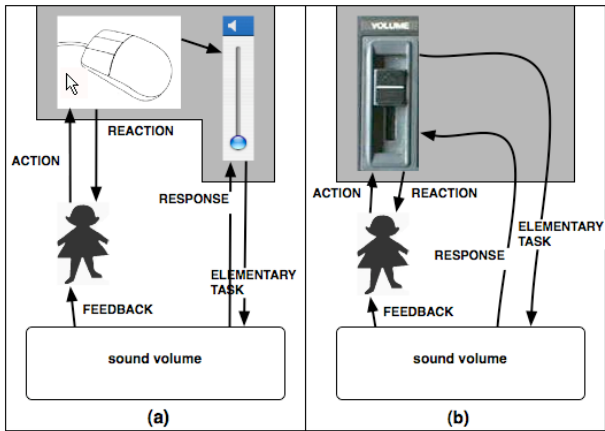 REACTION
ACTION
RESPONSE
ELEMENTARY
TASK
FEEDBACK
sound volume
(a)
VOLUME
ACTION
REACTION
ELEMENTARY
TASK
RESPONSE
FEEDBACK
sound volume
(b)